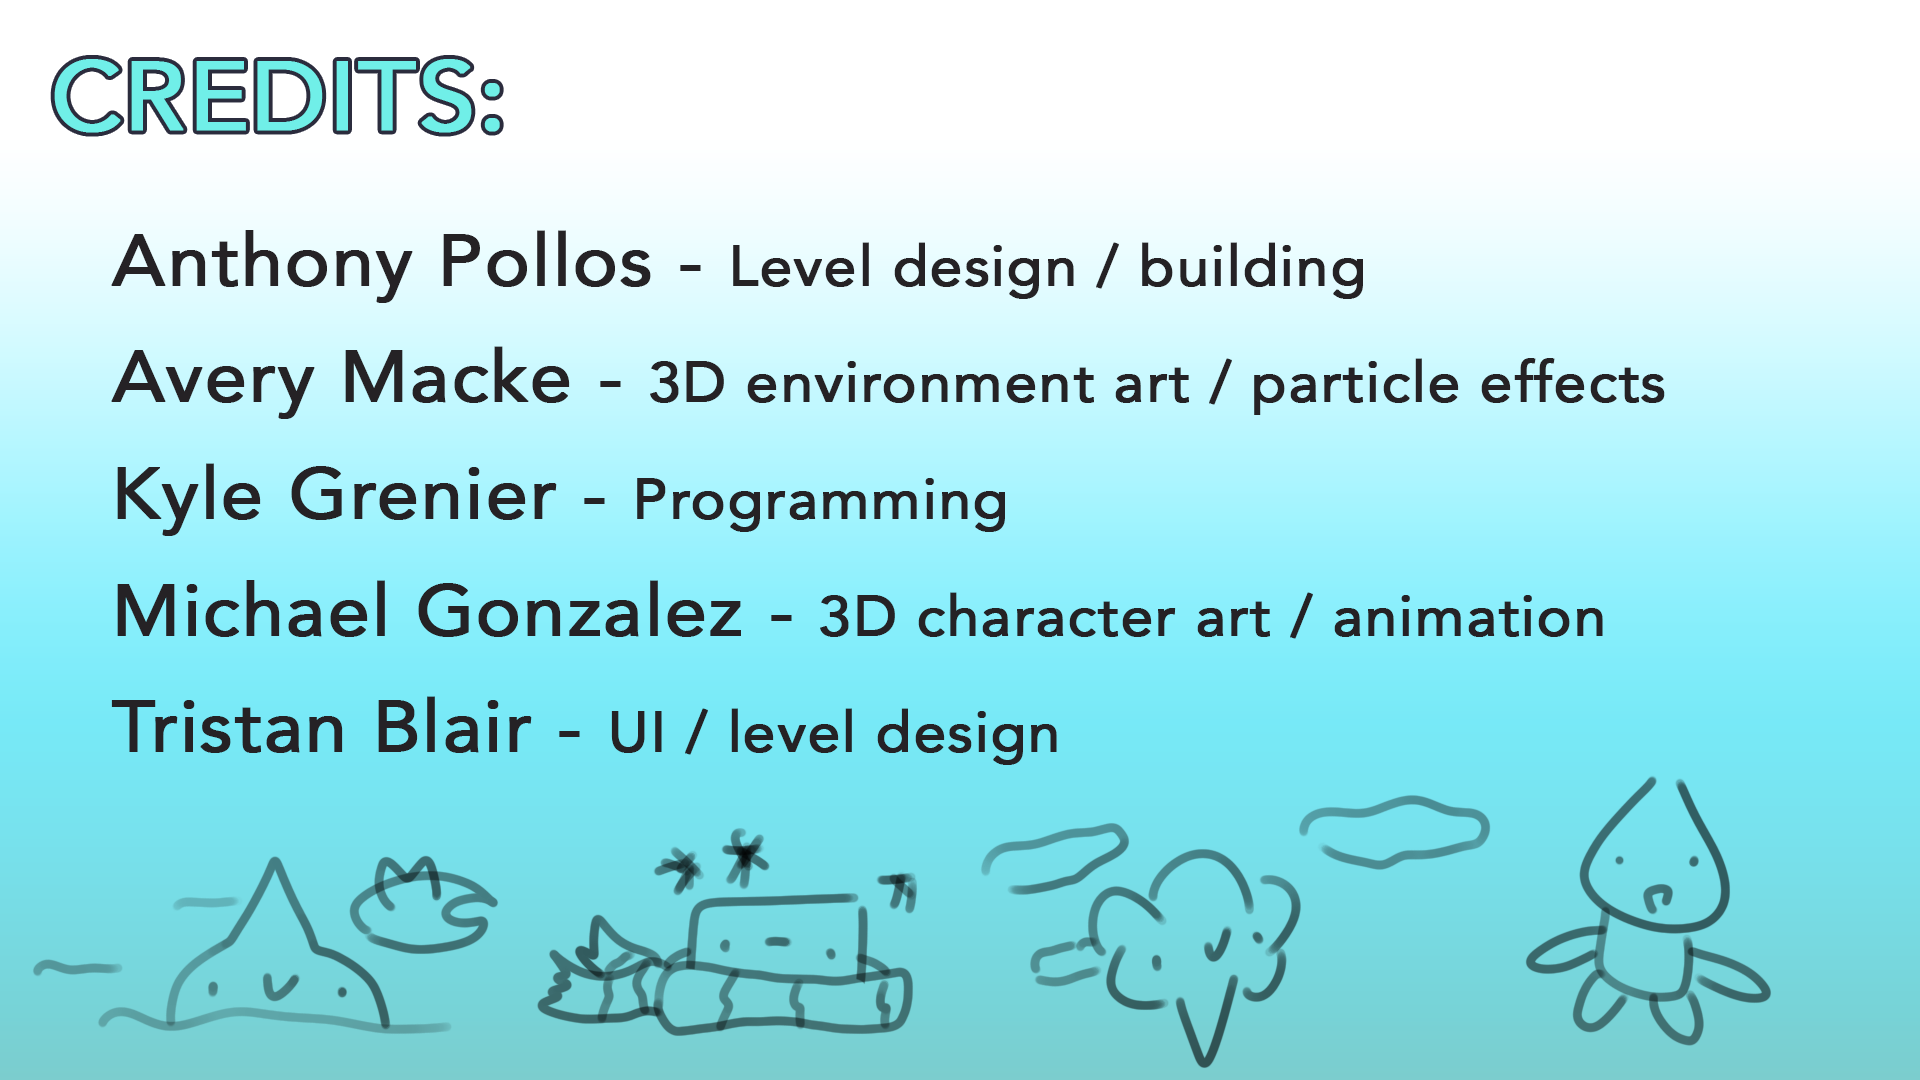 CREDITS:
Anthony Pollos - Level design / building
Avery Macke - 3D environment art / particle effects
Kyle Grenier - Programming
Michael Gonzalez - 3D character art / animation
Tristan Blair - UI / level design